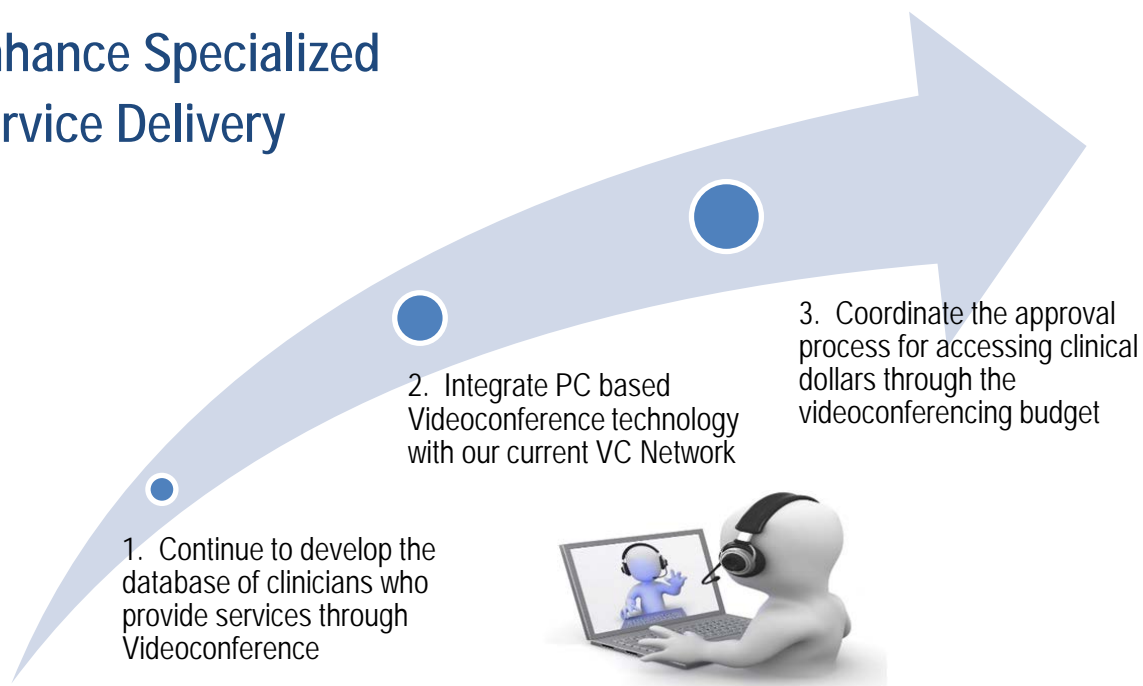 nhance Specialized
rvice Delivery
3. Coordinate the approval
process for accessing clinical
dollars through the
videoconferencing budget
2. Integrate PC based
Videoconference technology
with our current VC Network
1. Continue to develop the
database of clinicians who
provide services through
Videoconference